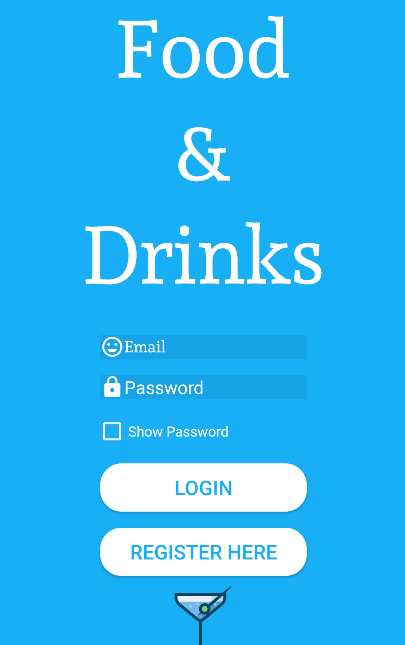 Food
&
Drinks
Email
Password
Show Password
LOGIN
REGISTER HERE